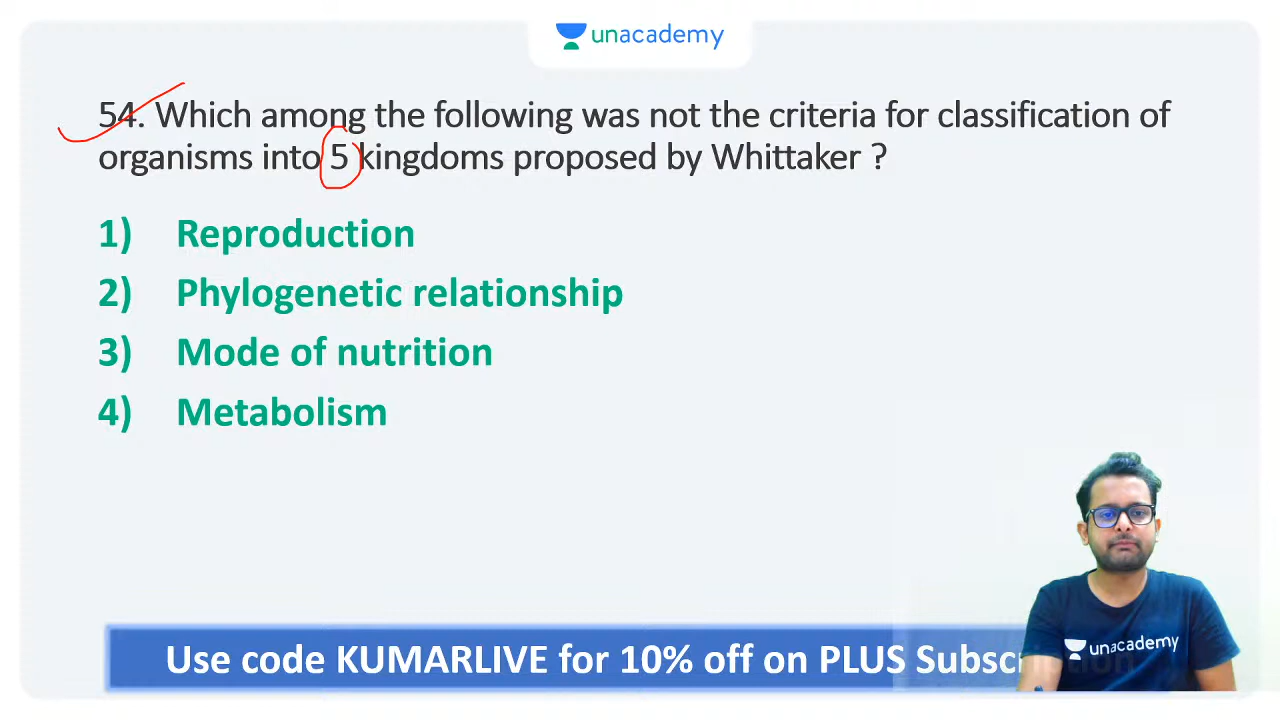 unacademy
54. Which among the following was not the criteria for classification of
organisms into 5 kingdoms proposed by Whittaker ?
1) Reproduction
2) Phylogenetic relationship
3) Mode of nutrition
4) Metabolism
unacademy
Use code KUMARLIVE for 10% off on PLUS Subscription